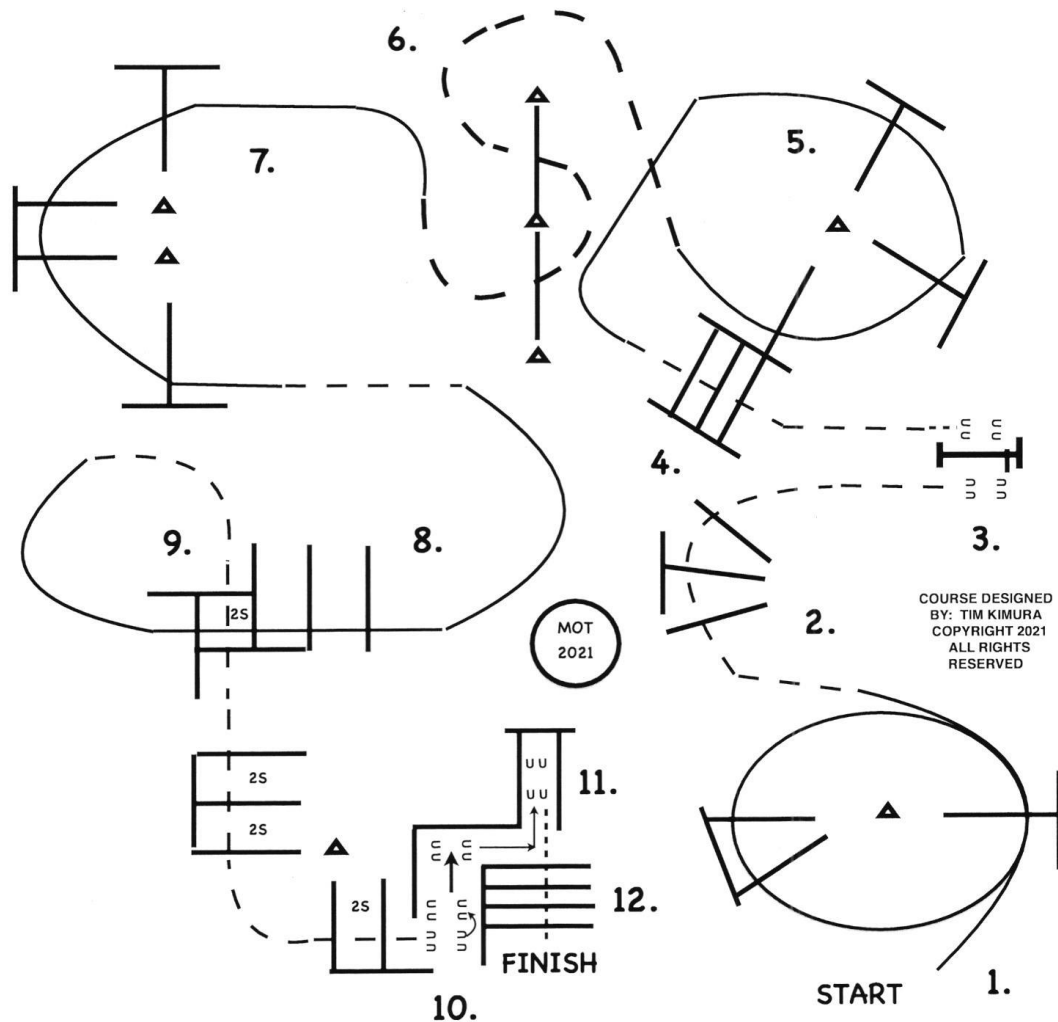 6.
7.
5.
4.
3.
9.
8.
2S
MOT
2021
2.
COURSE DESIGNED
BY: TIM KIMURA
COPYRIGHT 2021
ALL RIGHTS
RESERVED
2S
2S
11.
2S
12.
FINISH
10.
START
1.